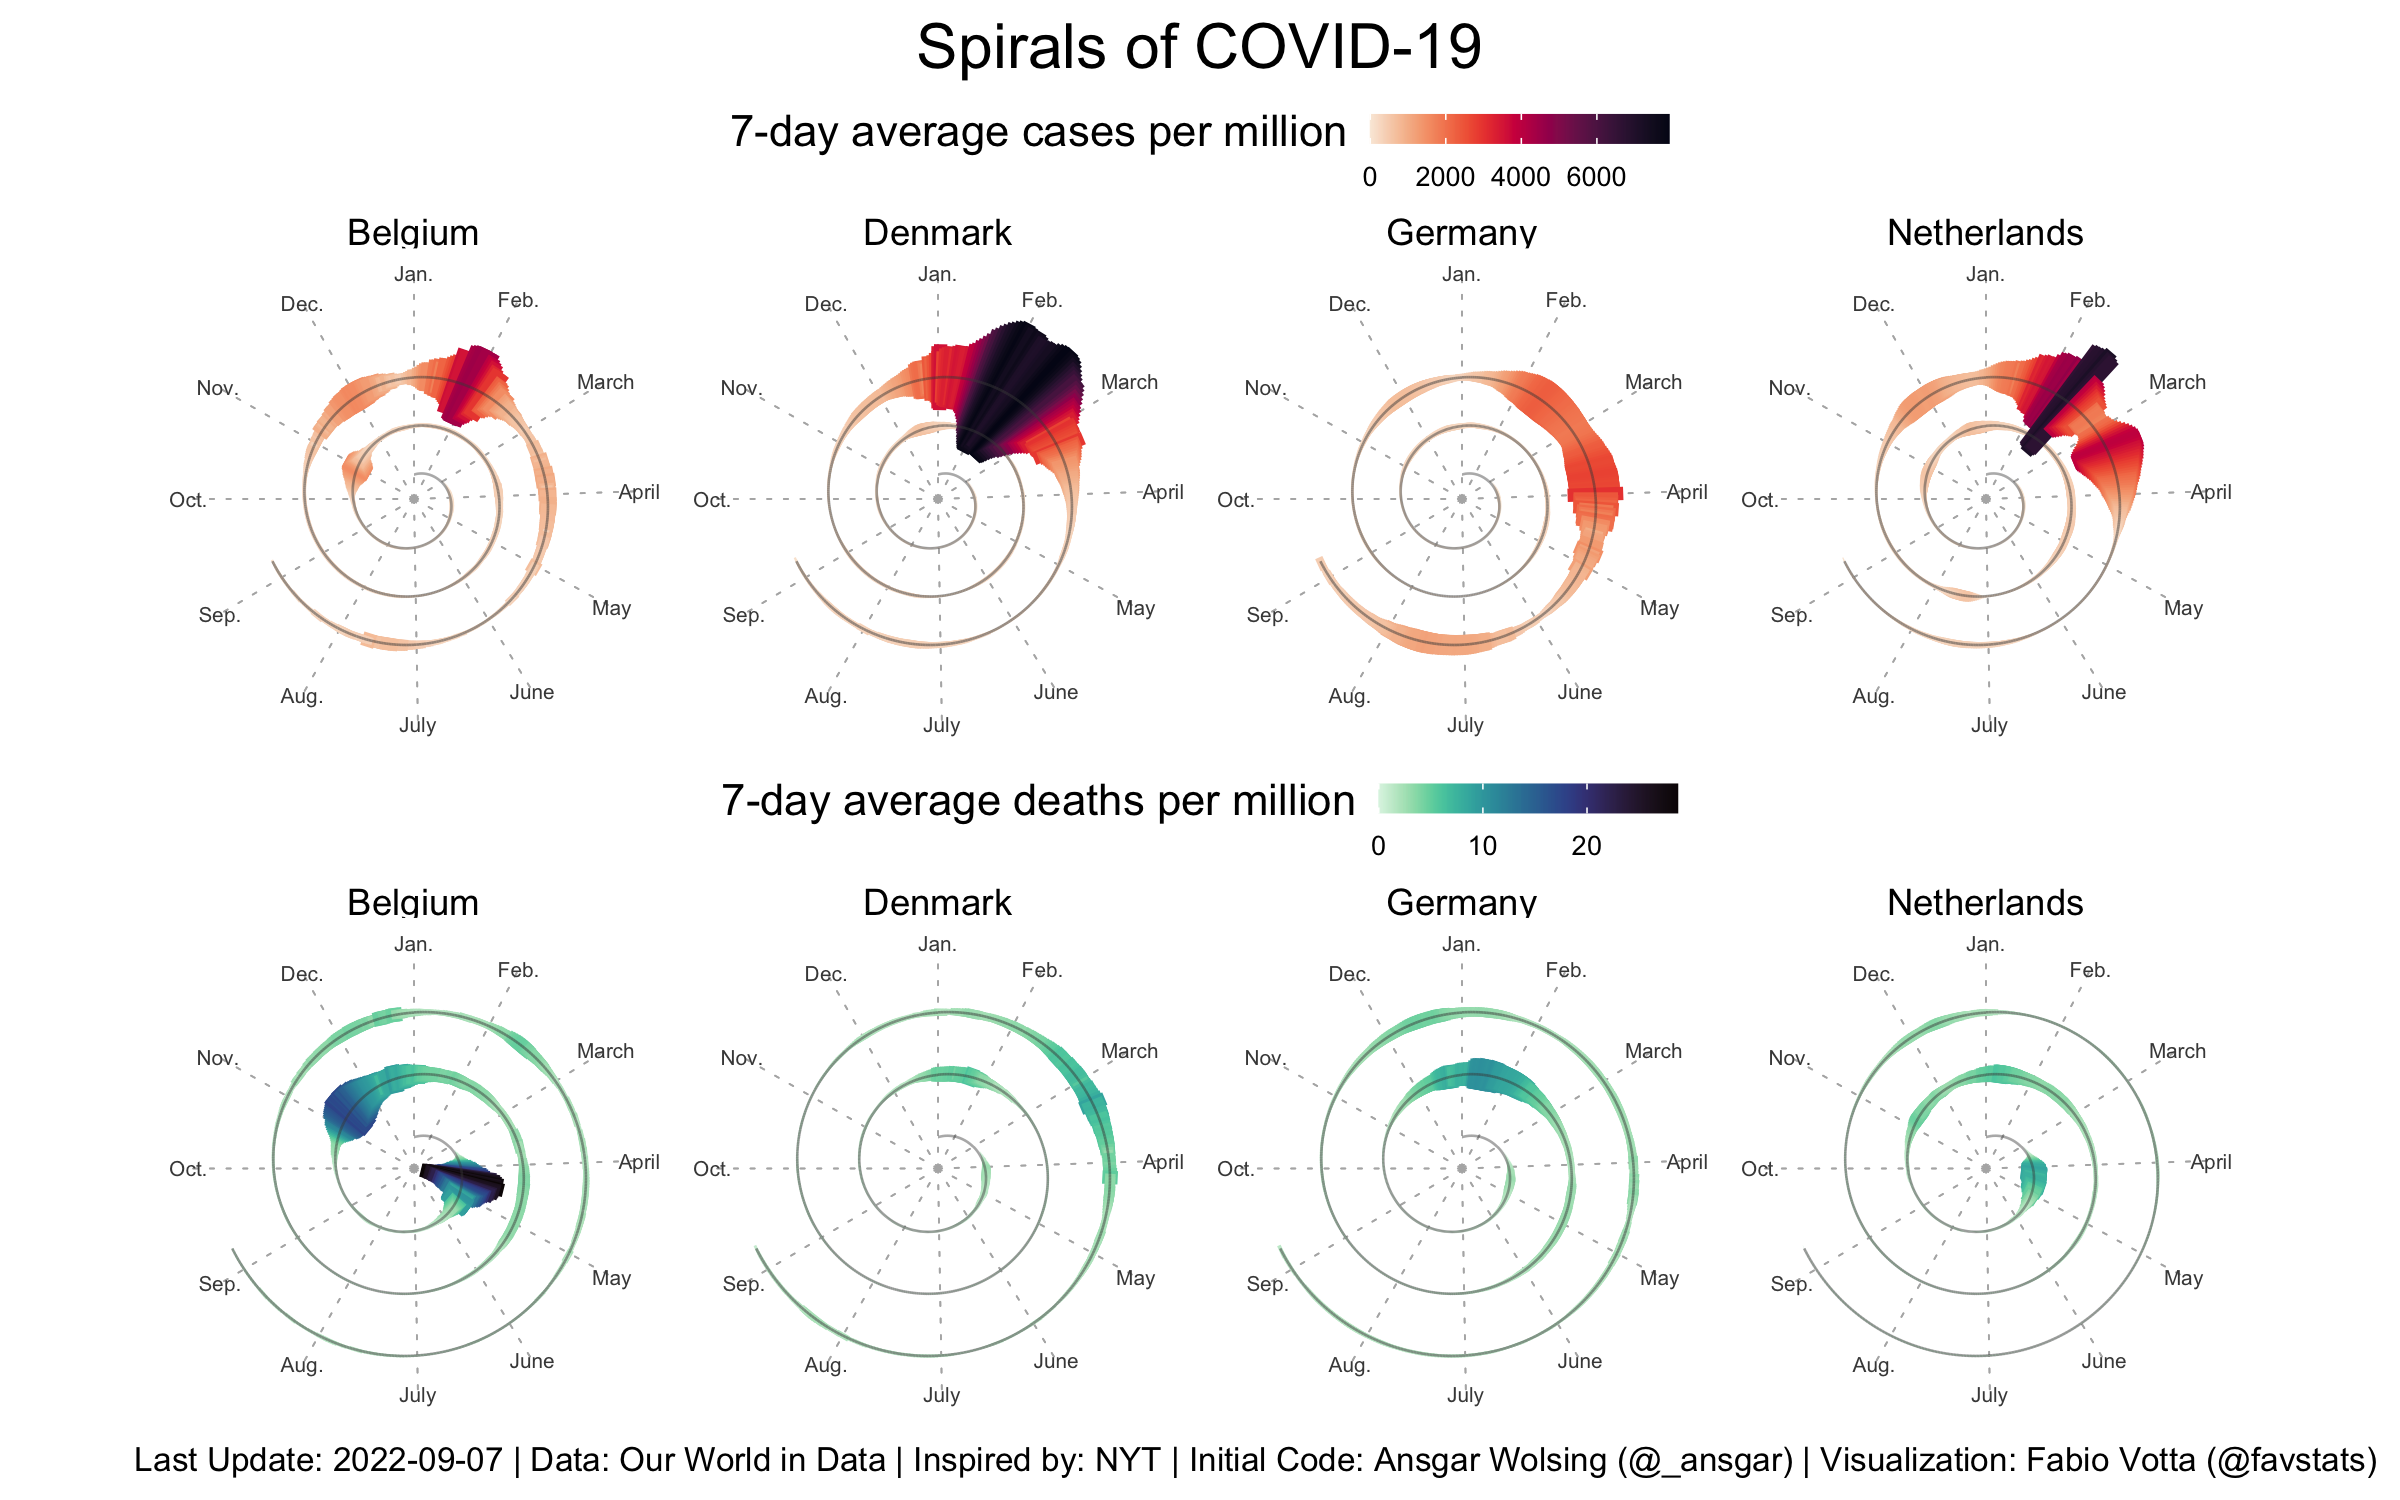 Spirals of COVID-19
7-day average cases per million
0 2000 4000 6000
Belgium Denmark Germany Netherlands
Jan. Jan. Jan. Jan.
Dec. Feb. Dec. Feb. Dec. Feb. Dec. Feb.
Nov. March Nov. March Nov. March Nov. March
Oct. April Oct. April Oct. April Oct. April
Sep. May Sep. May Sep. May Sep. May
Aug. June Aug. June Aug. June Aug. June
July July July July
7-day average deaths per million
0 10 20
Belgium Denmark Germany Netherlands
Jan. Jan. Jan. Jan.
Dec. Feb. Dec. Feb. Dec. Feb. Dec. Feb.
Nov. March Nov. March Nov. March Nov. March
Oct. April Oct. April Oct. April Oct. April
Sep. May Sep. May Sep. May Sep. May
Aug. June Aug. June Aug. June Aug. June
July July July July
Last Update: 2022-09-07 | Data: Our World in Data | Inspired by: NYT | Initial Code: Ansgar Wolsing (@_ansgar) | Visualization: Fabio Votta (@favstats)